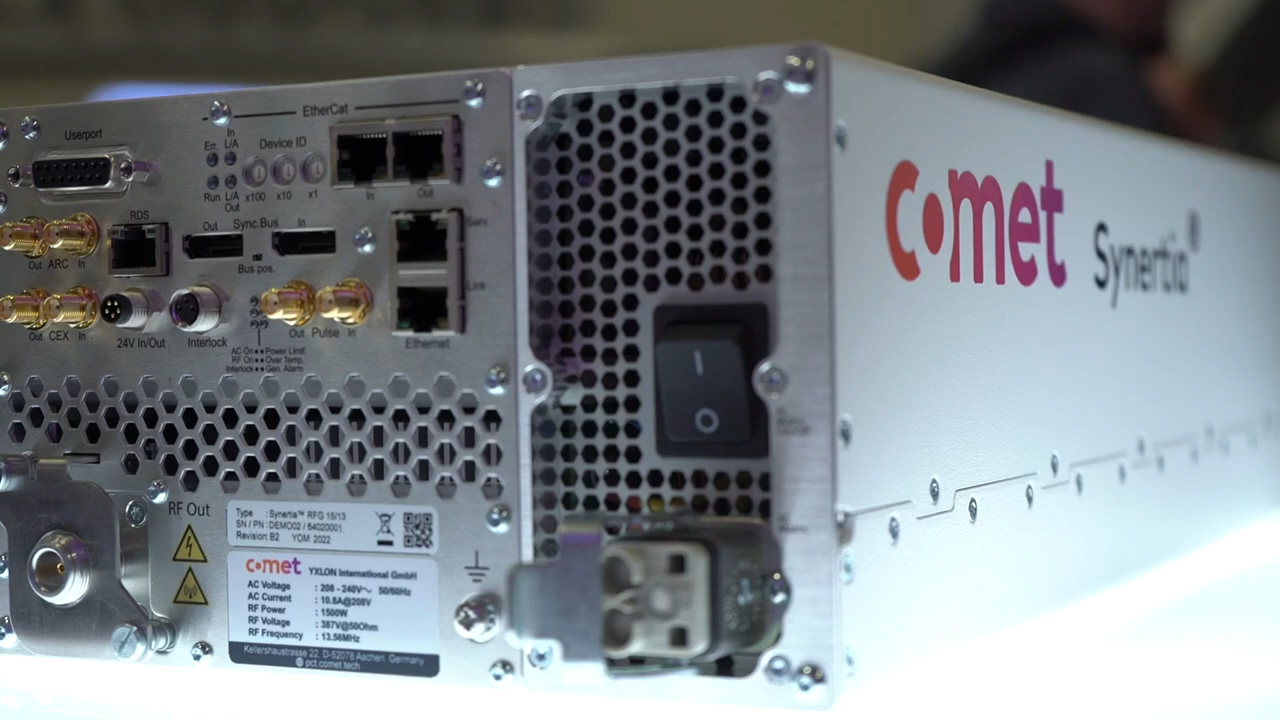 EtherCat
Userport
In
Err. L/A
Device ID
Run L/A
Out
x100 x10 x1
In Out
RDS
Out Sync.Bus In
Serv.
Out ARC In
Bus pos.
Link
Out CEX In
24V In/Out
Interlock
Out Pulse In
Ethernet
AC On Power Limit
RF On Over Temp.
Interlock Gen. Alarm
RF Out
Type : Synertia™ RFG 15/13
SN / PN : DEMO02 / 64020001
Revision: B2 YOM: 2022
comet YXLON International GmbH
AC Voltage : 208 - 240V~ 50/60Hz
AC Current : 10.8A@208V
RF Power : 1500W
RF Voltage : 387V@50Ohm
RF Frequency : 13.56MHz
Kellershaustrasse 22, D-52078 Aachen, Germany
pct.comet.tech
comet Synertia®